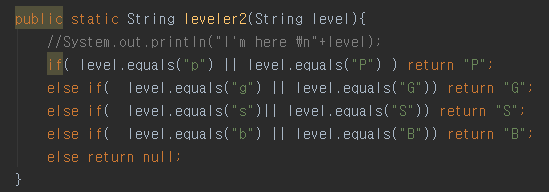 public static String leveler2(String level){
//System.out.println("I'm here ₩n"+level);
if( level.equals("p") || level.equals("P") ) return "P";
else if(  level.equals("g") || level.equals("G")) return "G";
else if(  level.equals("s")|| level.equals("S")) return "S";
else if(  level.equals("b") || level.equals("B")) return "B";
else return null;
}